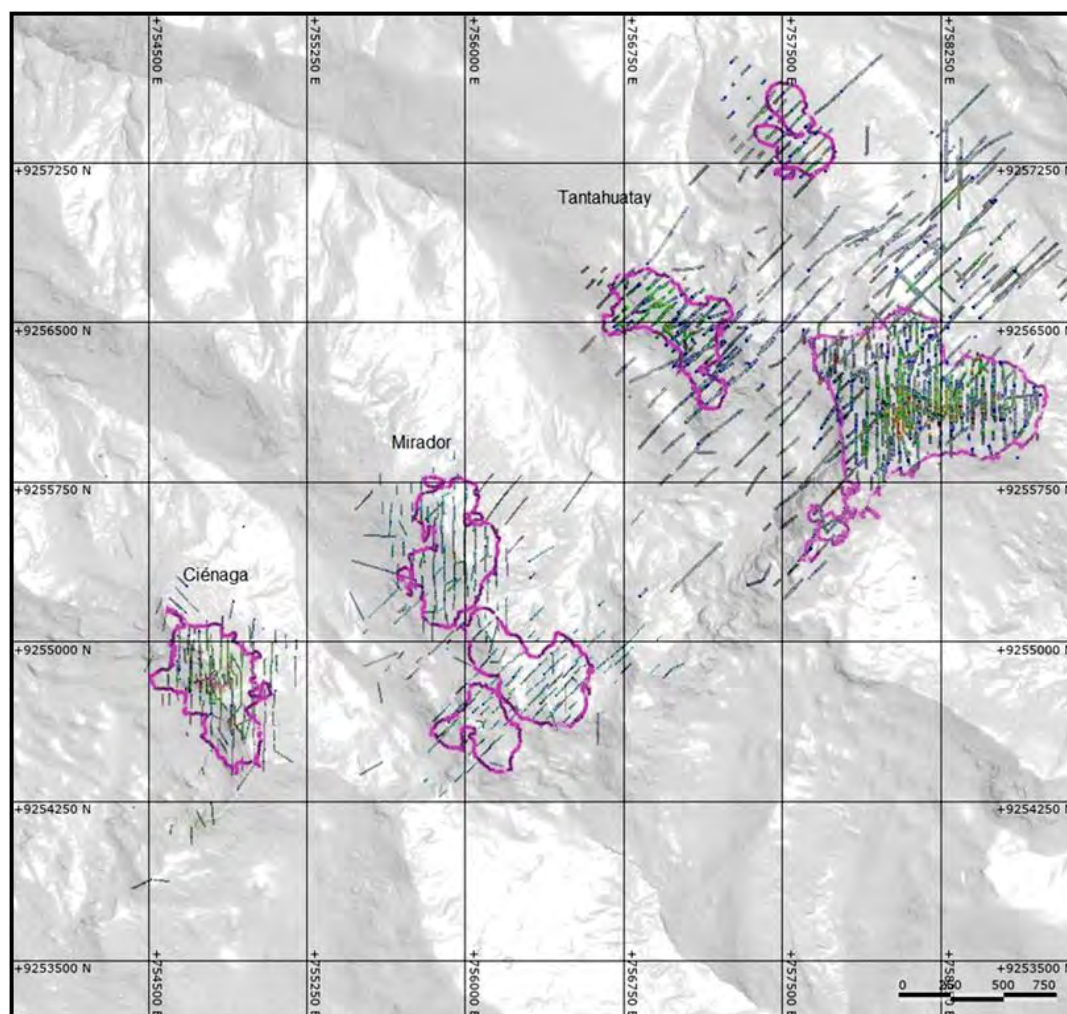 +754500 E
+755250 E
+756000 E
+756750 E
+757500 E
+758250 E
+9257250 N
+9257250 N
Tantahuatay
+9256500 N
+9256500 N
Mirador
+9255750 N
+9255750 N
Ciénaga
+9255000 N
+9255000 N
+9254250 N
+9254250 N
+9253500 N
+9253500 N
+754500 E
+755250 E
+756000 E
+756750 E
+757500 E
0 250 500 750